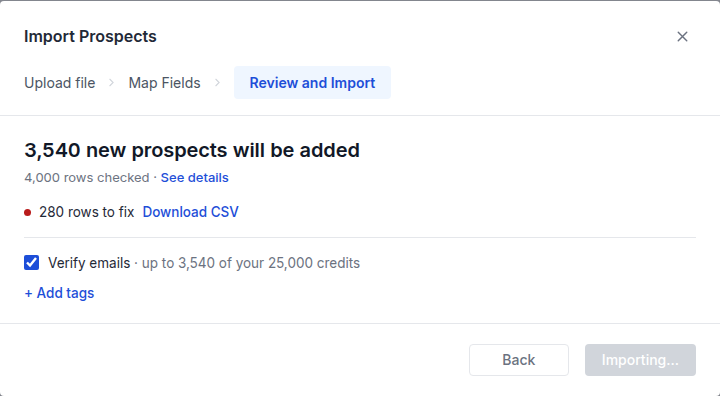 Import Prospects
Upload file
Map Fields
Review and Import
3,540 new prospects will be added
4,000 rows checked · See details
280 rows to fix Download CSV
Verify emails · up to 3,540 of your 25,000 credits
+ Add tags
Back
Importing...